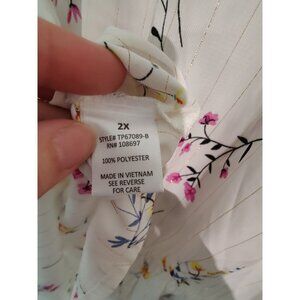 2X
STYLE# TP67089-B
RN# 108697
100% POLYESTER
MADE IN VIETNAM
SEE REVERSE
FOR CARE